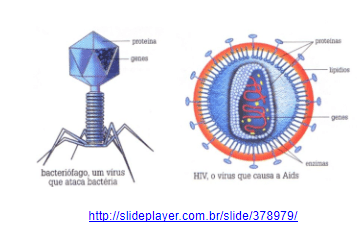 proteína
genes
bacteriófago, um vírus
que ataca bactéria
proteínas
lipídios
genes
enzimas
HIV, o vírus que causa a Aids
http://slideplayer.com.br/slide/378979/